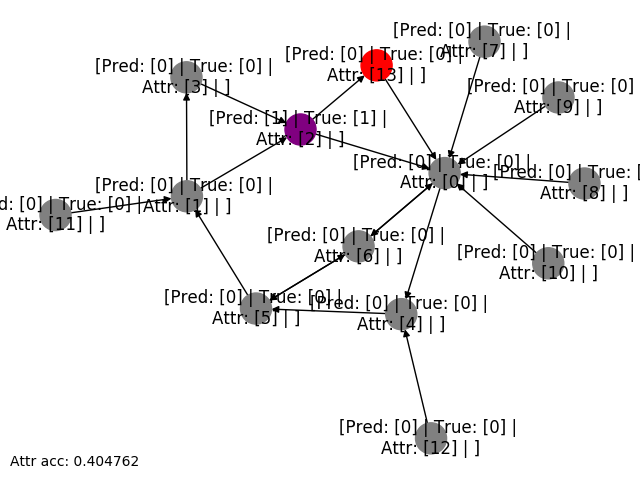 [Pred: [0] | True: [0] |
Attr: [7] | ]
[Pred: [0] | True: [0] |
Attr: [13] | ]
[Pred: [0] | True: [0] |
Attr: [3] | ]
[Pred: [0] | True: [0]
Attr: [9] | ]
[Pred: [1] | True: [1] |
Attr: [2] | ]
[Pred: [0] | True: [0] |
Attr: [0] | ]
[Pred: [0] | True: [
Attr: [8] | ]
[Pred: [0] | True: [0] |
Attr: [1] | ]
d: [0] | True: [0] |
Attr: [11] | ]
[Pred: [0] | True: [0] |
Attr: [6] | ]
[Pred: [0] | True: [0] |
Attr: [10] | ]
[Pred: [0] | True: [0] |
Attr: [5] | ]
[Pred: [0] | True: [0] |
Attr: [4] | ]
[Pred: [0] | True: [0] |
Attr: [12] | ]
Attr acc: 0.404762